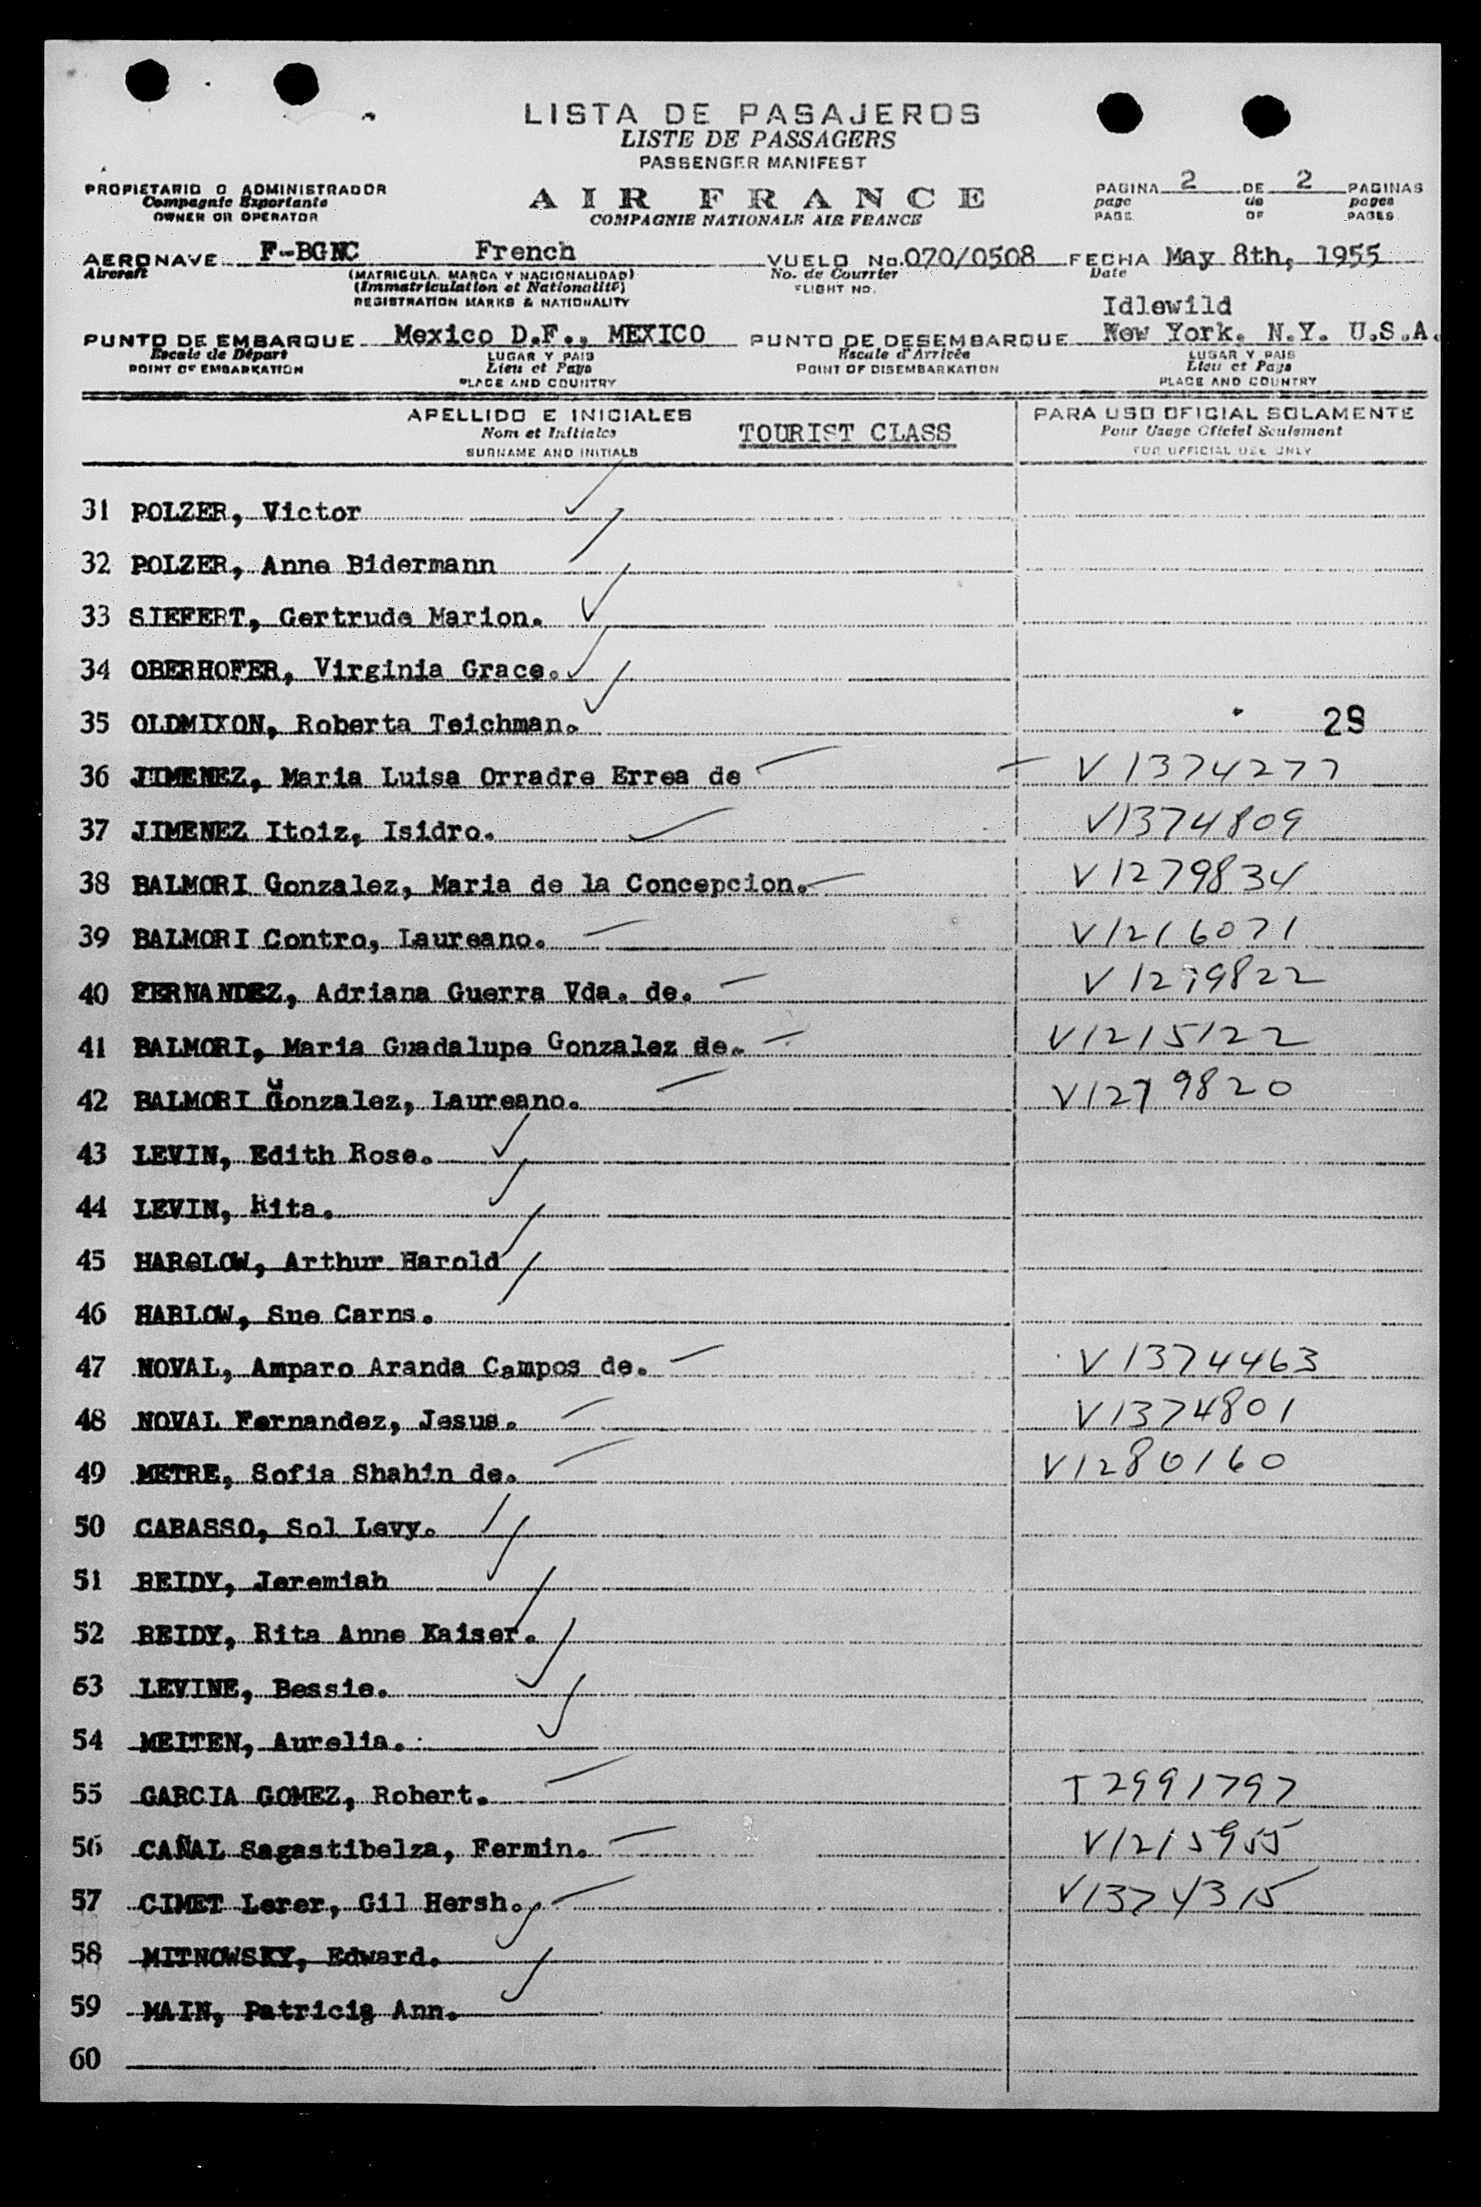 LISTA DE PASAJEROS
LISTE DE PASSAGERS
PASSENGER MANIFEST
PROPIETARIO O ADMINISTRADOR
Compagnie Exportante
OWNER OR OPERATOR
AIR FRANCE
COMPAGNIE NATIONALE AIR FRANCE
PAGINA 2 DE 2 PAGINAS
page de pages
PAGE OF PAGES
AERONAVE F-BGNC French VUELO No. 070/0508 FECHA May 8th, 1955
Aircraft (MATRICULA, MARCA Y NACIONALIDAD) No. de Courrier Date
(Immatriculation et Nationalité) FLIGHT NO.
REGISTRATION MARKS & NATIONALITY
Idlewild
PUNTO DE EMBARQUE Mexico D.F., MEXICO PUNTO DE DESEMBARQUE New York, N.Y. U.S.A.
Escale de Départ LUGAR Y PAIS Escale d'Arrivée LUGAR Y PAIS
POINT OF EMBARKATION Lieu et Pays POINT OF DISEMBARKATION Lieu et Pays
PLACE AND COUNTRY PLACE AND COUNTRY
APELLIDO E INICIALES PARA USO OFICIAL SOLAMENTE
Nom et Initiales TOURIST CLASS Pour Usage Officiel Seulement
SURNAME AND INITIALS FOR OFFICIAL USE ONLY
31 POLZER, Victor
32 POLZER, Anne Bidermann
33 SIEFERT, Gertrude Marion.
34 OBERHOFER, Virginia Grace.
35 OLDMIXON, Roberta Teichman. 28
36 JIMENEZ, Maria Luisa Orradre Errea de V1374277
37 JIMENEZ Itoiz, Isidro. V1374809
38 BALMORI Gonzalez, Maria de la Concepcion. V1279834
39 BALMORI Contro, Laureano. V1216071
40 FERNANDEZ, Adriana Guerra Vda. de. V1279822
41 BALMORI, Maria Guadalupe Gonzalez de. V1215122
42 BALMORI Gonzalez, Laureano. V1279820
43 LEVIN, Edith Rose.
44 LEVIN, Rita.
45 HARLOW, Arthur Harold
46 HARLOW, Sue Carns.
47 NOVAL, Amparo Aranda Campos de. V1374463
48 NOVAL Fernandez, Jesus. V1374801
49 METRE, Sofia Shahin de. V1280160
50 CARASSO, Sol Levy.
51 REIDY, Jeremiah
52 REIDY, Rita Anne Kaiser.
53 LEVINE, Bessie.
54 MEITEN, Aurelia.
55 GARCIA GOMEZ, Robert. T2991797
56 CAÑAL Sagastibelza, Fermin. V1215955
57 CIMET Lerer, Gil Hersh. V1374315
58 MITNOWSKY, Edward.
59 MAIN, Patricia Ann.
60